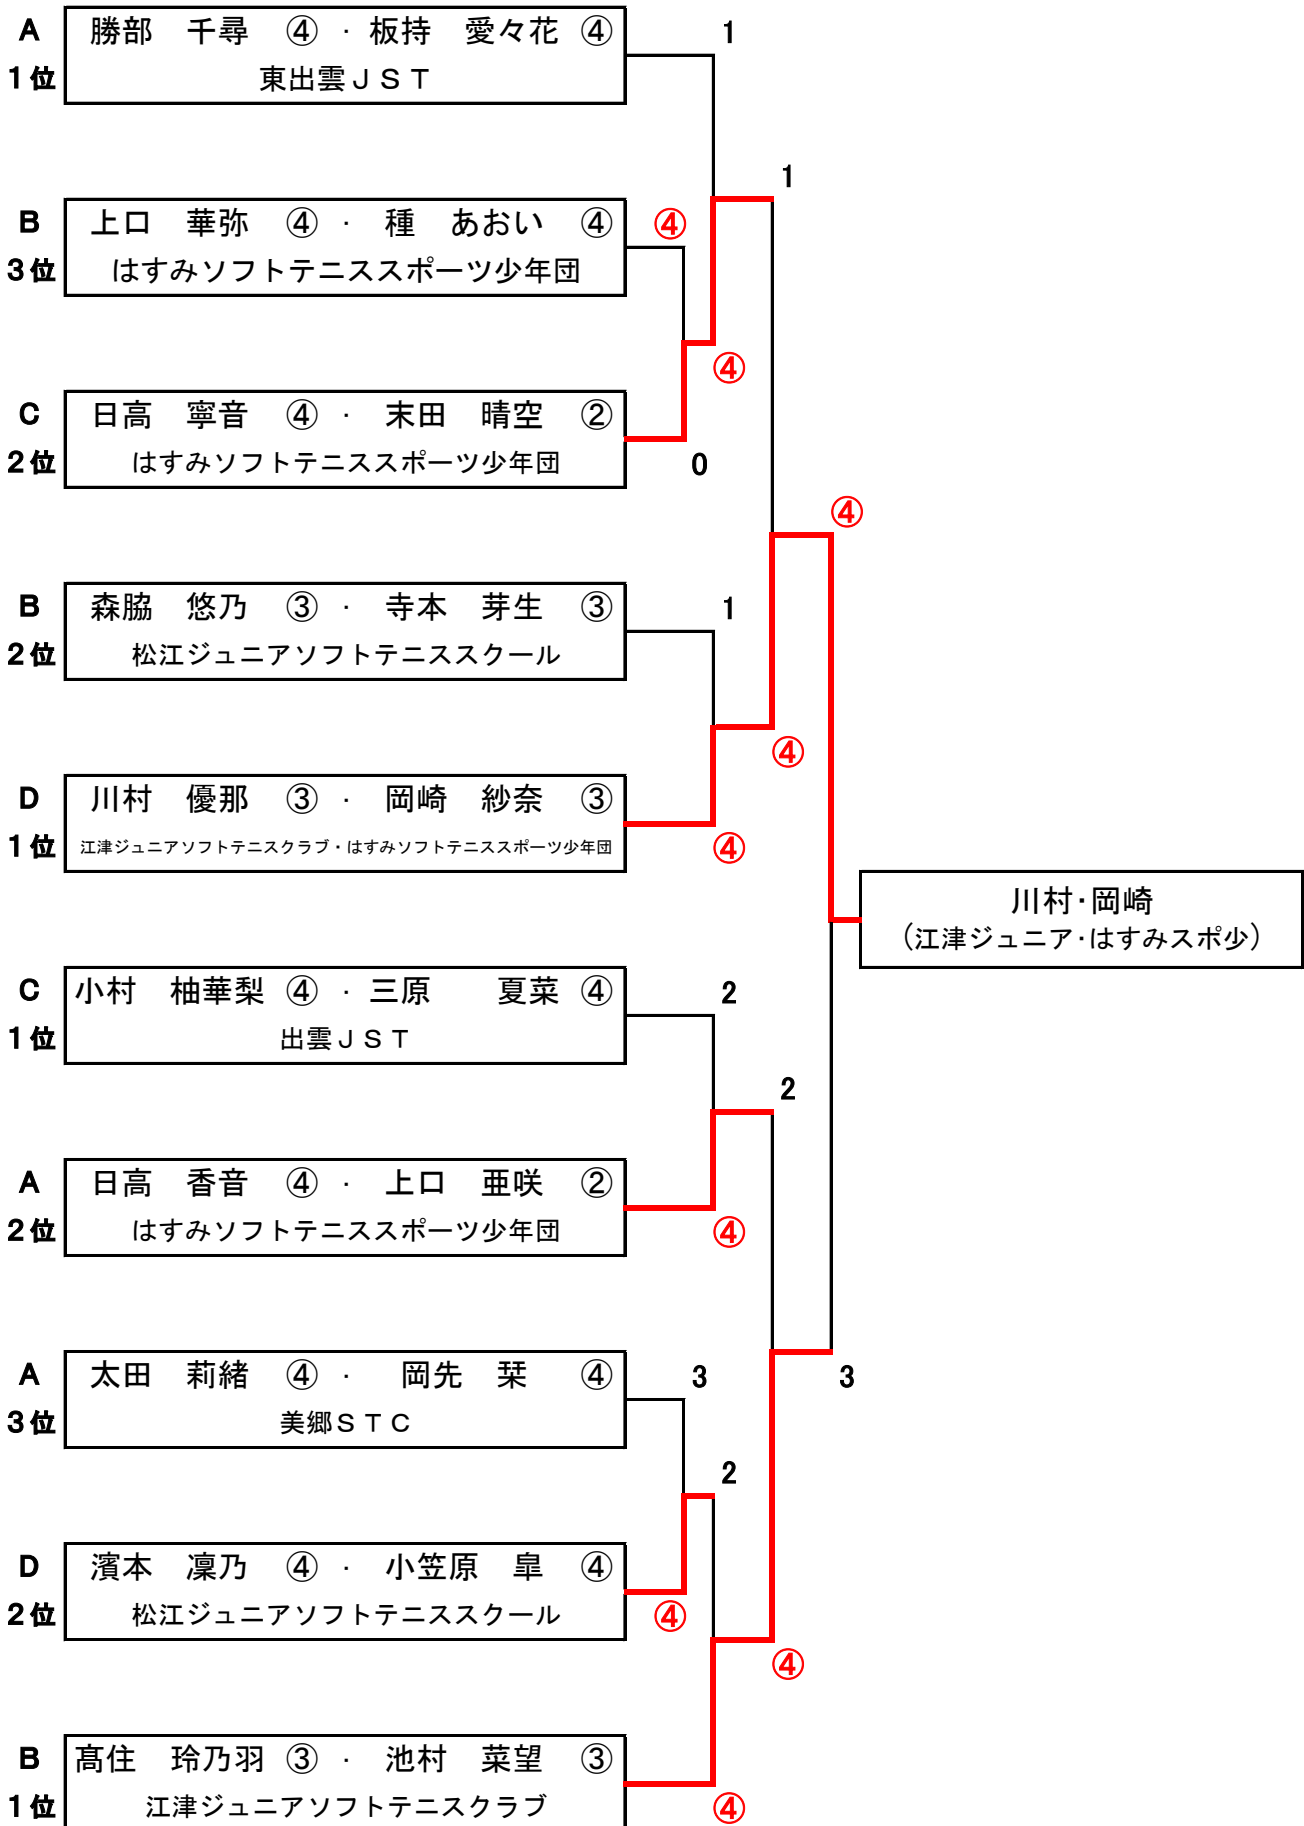 A 勝部 千尋 ④ ・ 板持 愛々花 ④ 1
1位 東出雲JST
1
B 上口 華弥 ④ ・ 種 あおい ④ ④
3位 はすみソフトテニススポーツ少年団
④
C 日高 寧音 ④ ・ 末田 晴空 ②
2位 はすみソフトテニススポーツ少年団 0
④
B 森脇 悠乃 ③ ・ 寺本 芽生 ③ 1
2位 松江ジュニアソフトテニススクール
④
D 川村 優那 ③ ・ 岡崎 紗奈 ③
1位 江津ジュニアソフトテニスクラブ・はすみソフトテニススポーツ少年団 ④
川村・岡崎
(江津ジュニア・はすみスポ少)
C 小村 柚華梨 ④ ・ 三原 夏菜 ④ 2
1位 出雲JST
2
A 日高 香音 ④ ・ 上口 亜咲 ②
2位 はすみソフトテニススポーツ少年団 ④
A 太田 莉緒 ④ ・ 岡先 栞 ④ 3 3
3位 美郷STC
2
D 濱本 凜乃 ④ ・ 小笠原 皐 ④
2位 松江ジュニアソフトテニススクール ④
④
B 髙住 玲乃羽 ③ ・ 池村 菜望 ③
1位 江津ジュニアソフトテニスクラブ ④